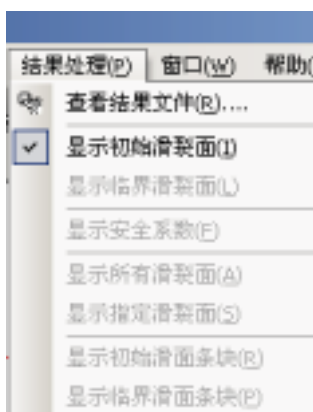 结果处理(P) 窗口(W) 帮助(
查看结果文件(R)....
显示初始滑裂面(I)
显示临界滑裂面(L)
显示安全系数(F)
显示所有滑裂面(A)
显示指定滑裂面(S)
显示初始滑面条块(R)
显示临界滑面条块(P)